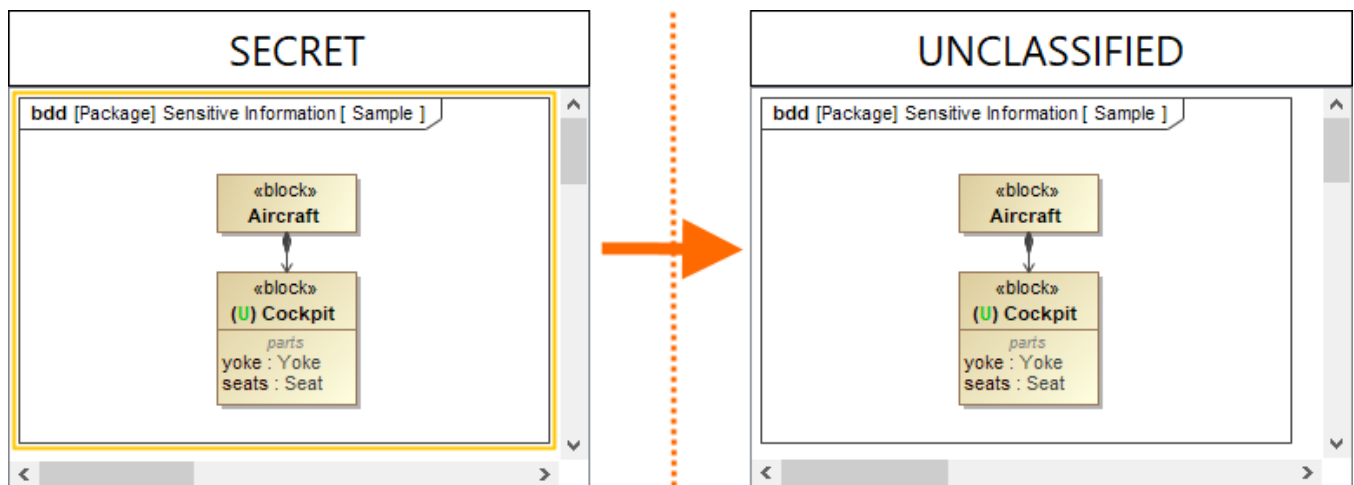 SECRET
bdd [Package] Sensitive Information [ Sample ]
«block»
Aircraft
«block»
(U) Cockpit
parts
yoke : Yoke
seats : Seat
UNCLASSIFIED
bdd [Package] Sensitive Information [ Sample ]
«block»
Aircraft
«block»
(U) Cockpit
parts
yoke : Yoke
seats : Seat